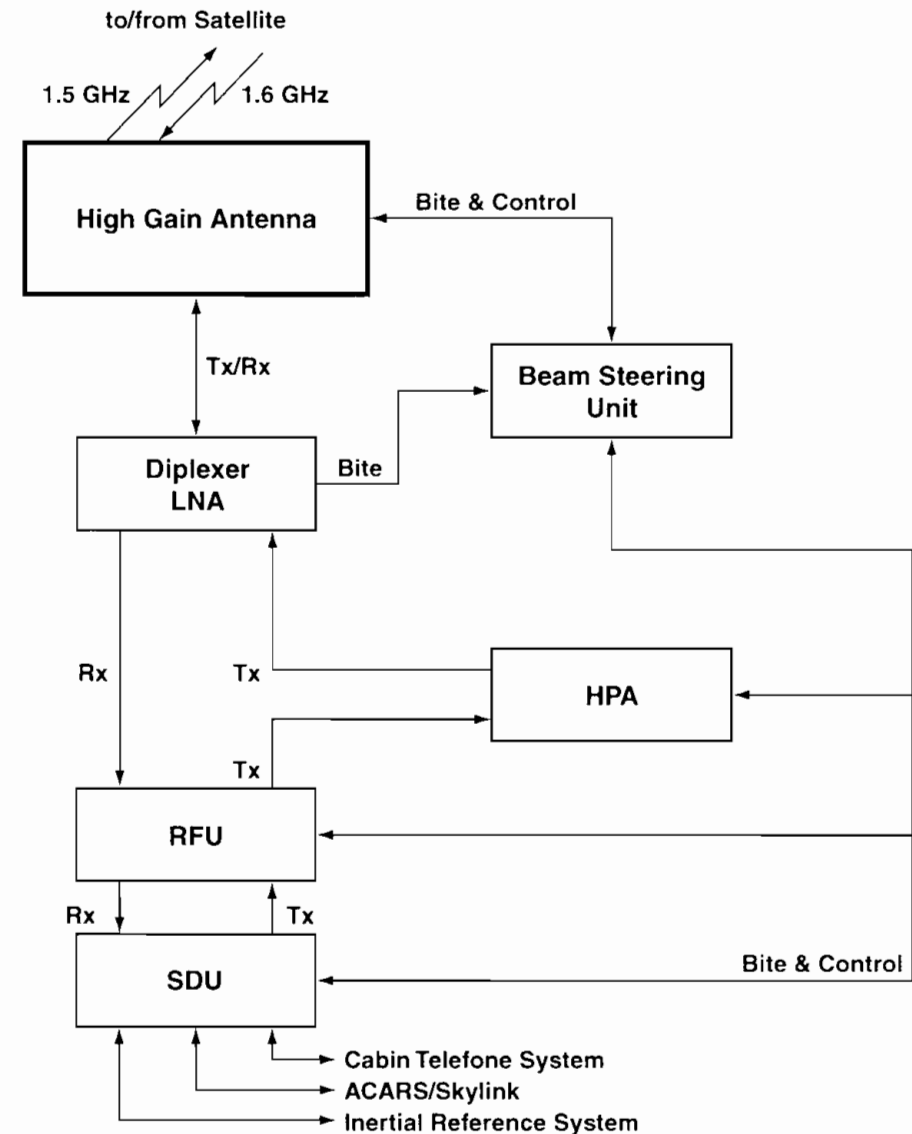 to/from Satellite
1.5 GHz
1.6 GHz
High Gain Antenna
Bite & Control
Tx/Rx
Beam Steering
Unit
Diplexer
LNA
Bite
Rx
Tx
HPA
Tx
RFU
Rx
Tx
SDU
Bite & Control
Cabin Telefone System
ACARS/Skylink
Inertial Reference System